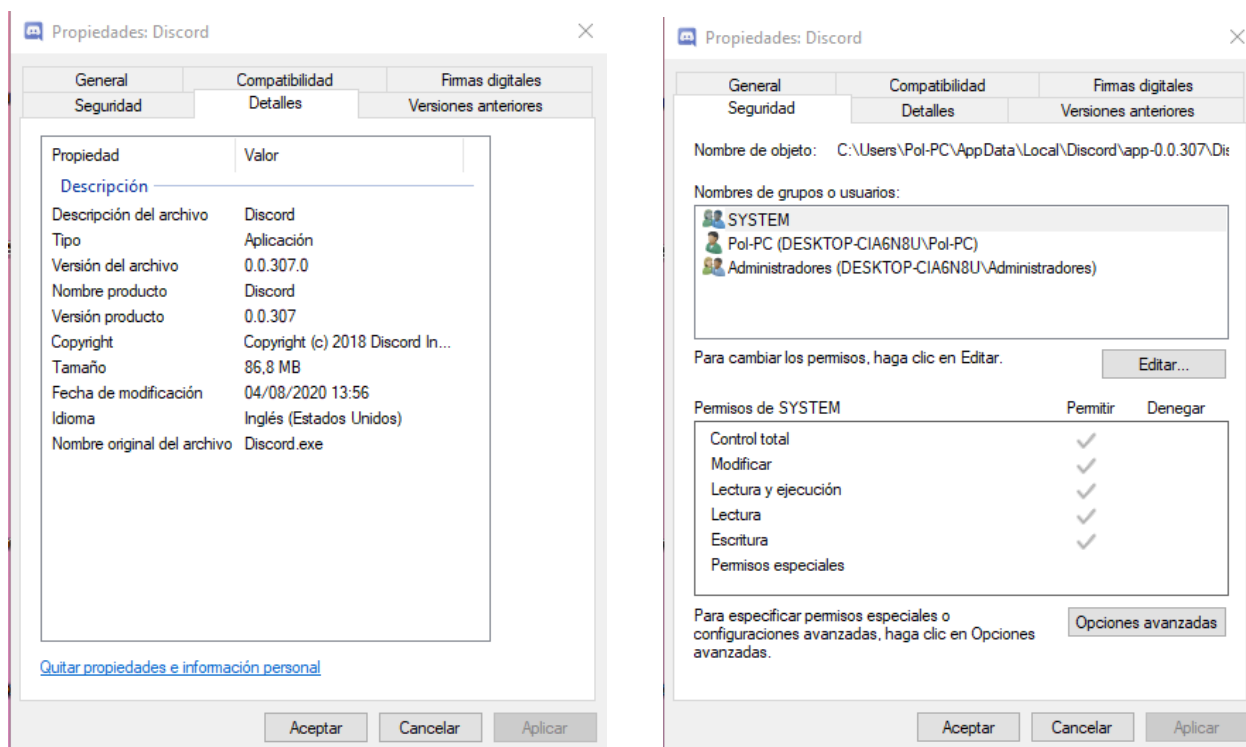 Propiedades: Discord
General Compatibilidad Firmas digitales
Seguridad Detalles Versiones anteriores
Propiedad Valor
Descripción
Descripción del archivo Discord
Tipo Aplicación
Versión del archivo 0.0.307.0
Nombre producto Discord
Versión producto 0.0.307
Copyright Copyright (c) 2018 Discord In...
Tamaño 86,8 MB
Fecha de modificación 04/08/2020 13:56
Idioma Inglés (Estados Unidos)
Nombre original del archivo Discord.exe
Quitar propiedades e información personal
Aceptar Cancelar Aplicar
Propiedades: Discord
General Compatibilidad Firmas digitales
Seguridad Detalles Versiones anteriores
Nombre de objeto: C:\Users\Pol-PC\AppData\Local\Discord\app-0.0.307\Dis
Nombres de grupos o usuarios:
SYSTEM
Pol-PC (DESKTOP-CIA6N8U\Pol-PC)
Administradores (DESKTOP-CIA6N8U\Administradores)
Para cambiar los permisos, haga clic en Editar. Editar...
Permisos de SYSTEM Permitir Denegar
Control total
Modificar
Lectura y ejecución
Lectura
Escritura
Permisos especiales
Para especificar permisos especiales o
configuraciones avanzadas, haga clic en Opciones
avanzadas.
Opciones avanzadas
Aceptar Cancelar Aplicar